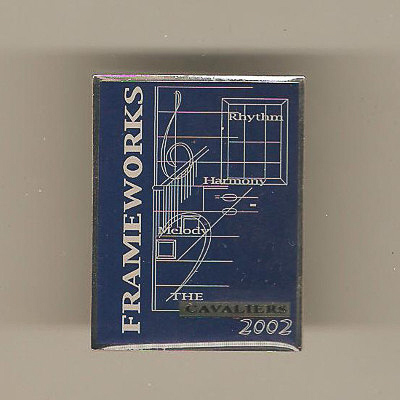 FRAMEWORKS
Rhythm
Harmony
Melody
THE
CAVALIERS
2002